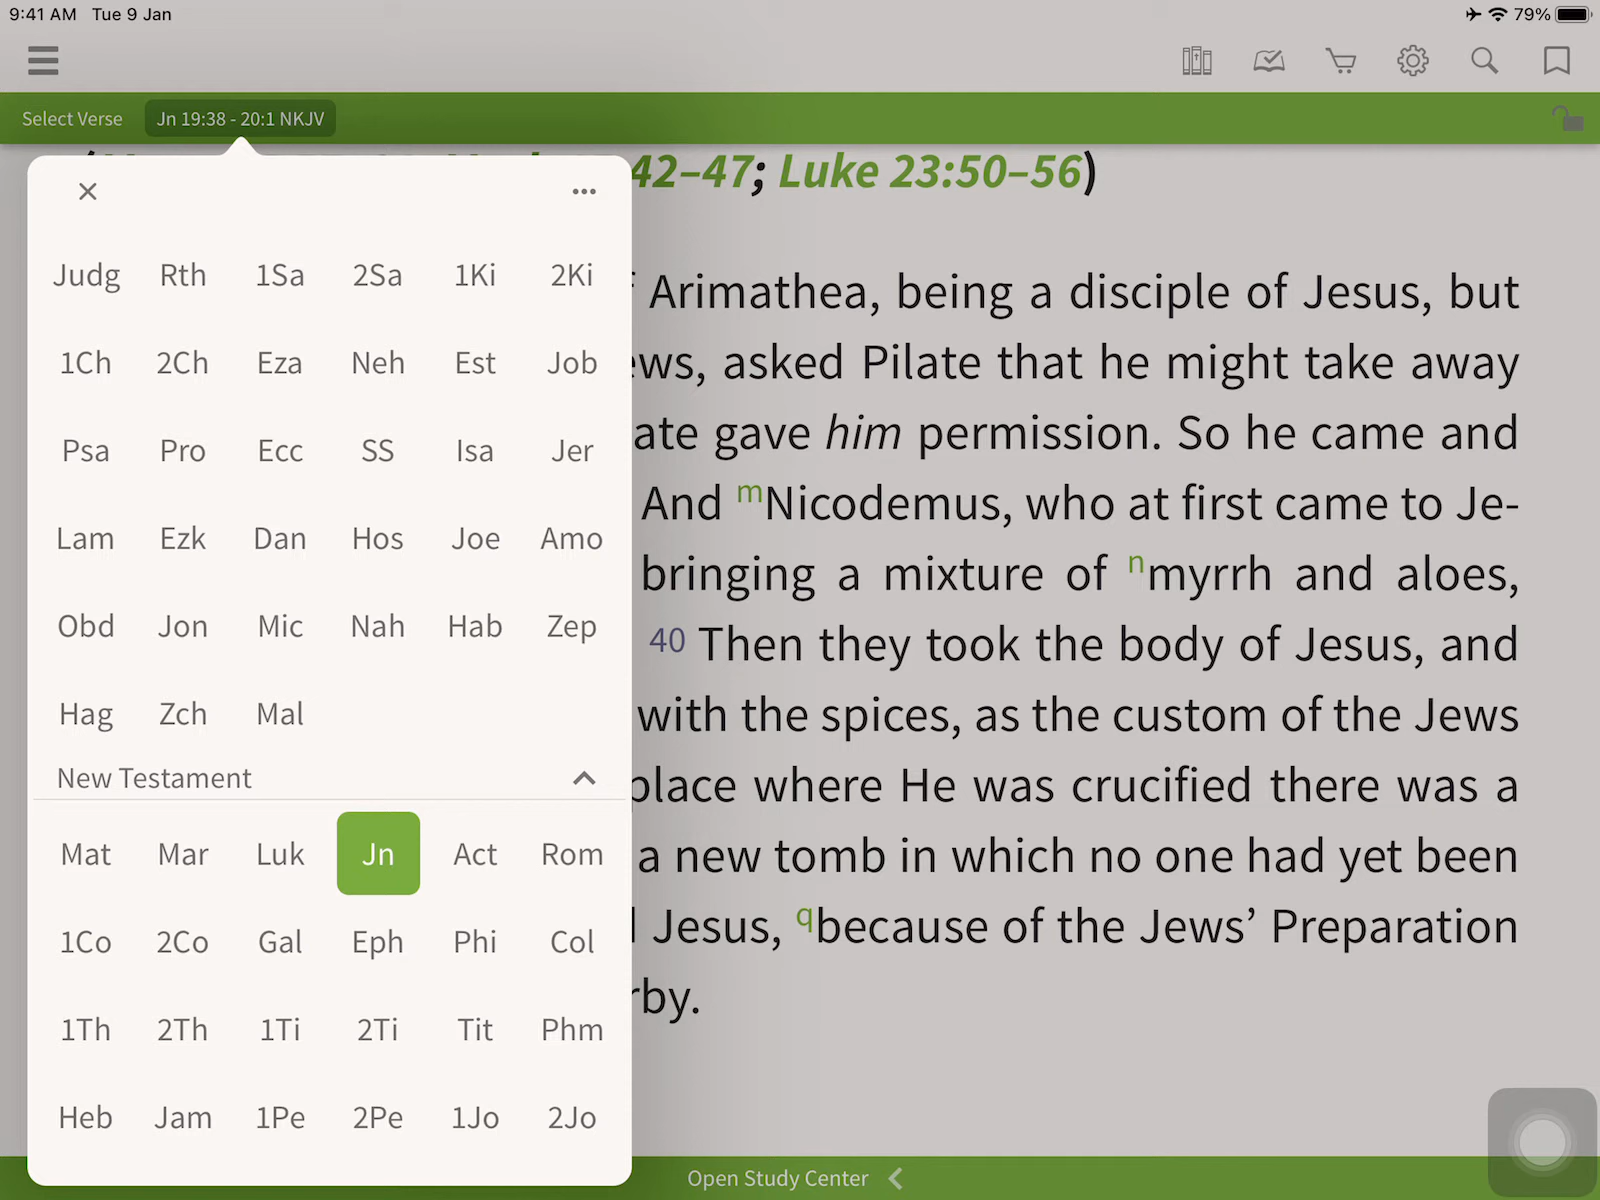 9:41 AM Tue 9 Jan 79%
Select Verse Jn 19:38 - 20:1 NKJV
42–47; Luke 23:50–56)
Judg Rth 1Sa 2Sa 1Ki 2Ki
1Ch 2Ch Eza Neh Est Job
Psa Pro Ecc SS Isa Jer
Lam Ezk Dan Hos Joe Amo
Obd Jon Mic Nah Hab Zep
Hag Zch Mal
New Testament
Mat Mar Luk Jn Act Rom
1Co 2Co Gal Eph Phi Col
1Th 2Th 1Ti 2Ti Tit Phm
Heb Jam 1Pe 2Pe 1Jo 2Jo
Arimathea, being a disciple of Jesus, but
ews, asked Pilate that he might take away
ate gave him permission. So he came and
And mNicodemus, who at first came to Je-
bringing a mixture of nmyrrh and aloes,
40 Then they took the body of Jesus, and
with the spices, as the custom of the Jews
place where He was crucified there was a
a new tomb in which no one had yet been
Jesus, qbecause of the Jews’ Preparation
rby.
Open Study Center